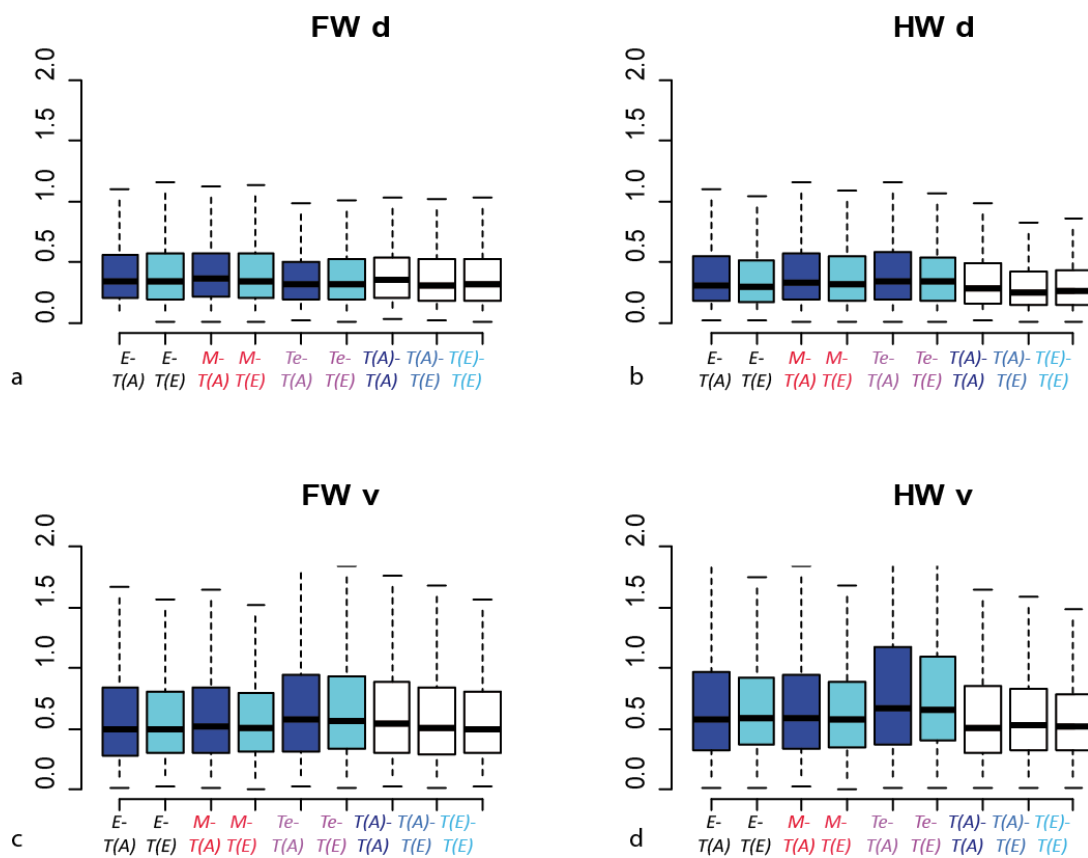 FW d
2.0
1.5
1.0
0.5
0.0
E- E- M- M- Te- Te- T(A)- T(A)- T(E)-
T(A) T(E) T(A) T(E) T(A) T(E) T(A) T(E) T(E)
a
HW d
2.0
1.5
1.0
0.5
0.0
E- E- M- M- Te- Te- T(A)- T(A)- T(E)-
T(A) T(E) T(A) T(E) T(A) T(E) T(A) T(E) T(E)
b
FW v
2.0
1.5
1.0
0.5
0.0
E- E- M- M- Te- Te- T(A)- T(A)- T(E)-
T(A) T(E) T(A) T(E) T(A) T(E) T(A) T(E) T(E)
c
HW v
2.0
1.5
1.0
0.5
0.0
E- E- M- M- Te- Te- T(A)- T(A)- T(E)-
T(A) T(E) T(A) T(E) T(A) T(E) T(A) T(E) T(E)
d